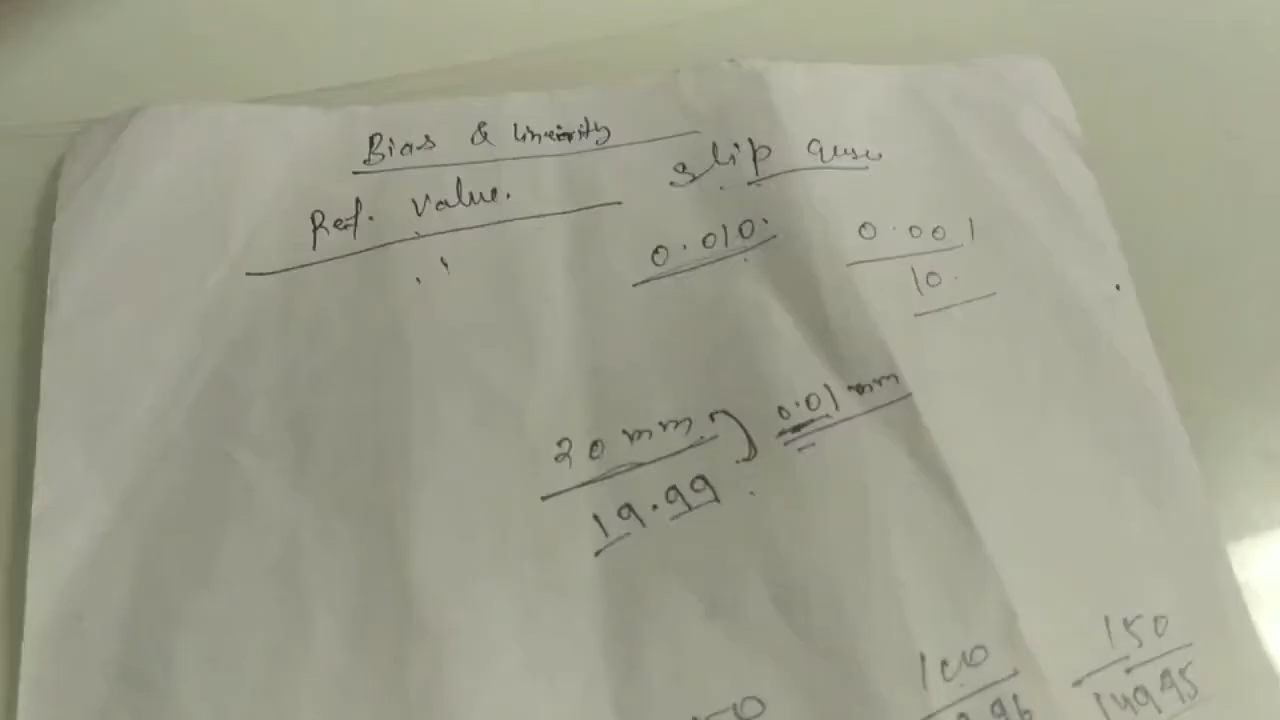 Bias & linearity
Ref. Value. slip
0.010. 0.001
10.
20 mm. 0.01 mm
19.99
100 150
149.95